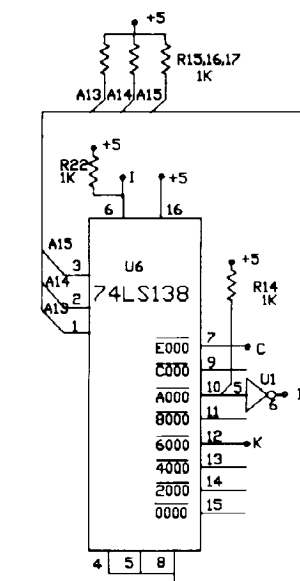 +5
R15,16,17
1K
A13 A14 A15
+5
R22
1K
I
+5
6
16
A15
3
U6
A14
2
74LS138
A13
1
+5
R14
1K
E000 7 C
C000 9
A000 10 5 U1 6
8000 11
6000 12 K
4000 13
2000 14
0000 15
4 5 8